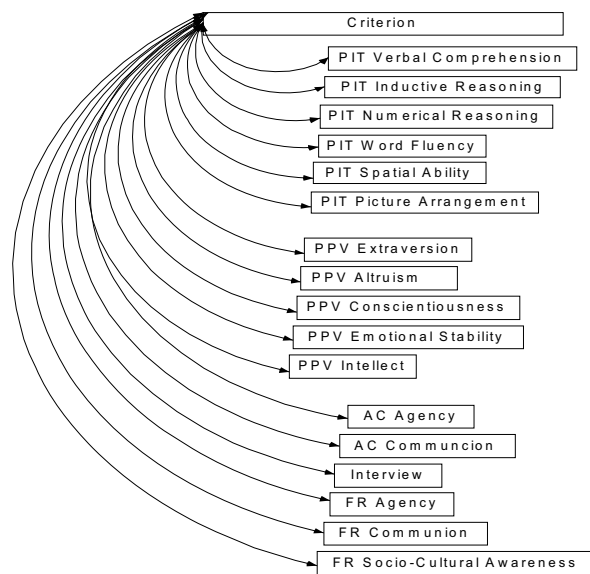 Criterion
PIT Verbal Comprehension
PIT Inductive Reasoning
PIT Numerical Reasoning
PIT Word Fluency
PIT Spatial Ability
PIT Picture Arrangement
PPV Extraversion
PPV Altruism
PPV Conscientiousness
PPV Emotional Stability
PPV Intellect
AC Agency
AC Communcion
Interview
FR Agency
FR Communion
FR Socio-Cultural Awareness